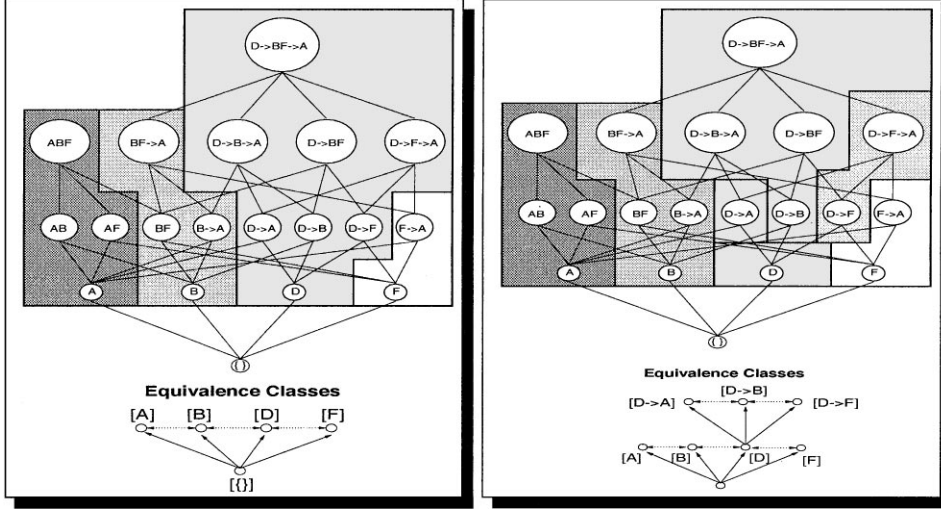 D->BF->A
ABF BF->A D->B->A D->BF D->F->A
AB AF BF B->A D->A D->B D->F F->A
A B D F
{}
Equivalence Classes
[A] [B] [D] [F]
[{}]
D->BF->A
ABF BF->A D->B->A D->BF D->F->A
AB AF BF B->A D->A D->B D->F F->A
A B D F
{}
Equivalence Classes
[D->B]
[D->A] [D->F]
[A] [B] [D] [F]